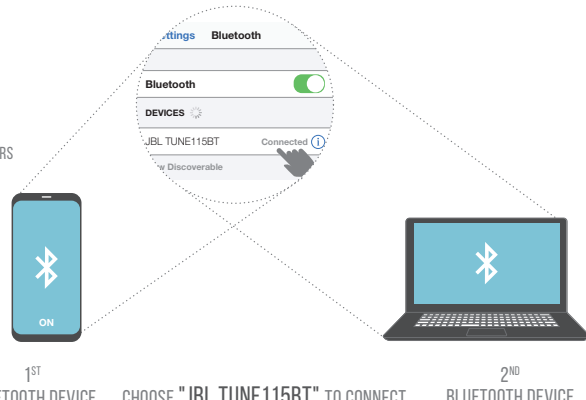 ttings Bluetooth
Bluetooth
DEVICES
JBL TUNE115BT Connected i
w Discoverable
RS
ON
1ST
ETOOTH DEVICE
CHOOSE "JBL TUNE115BT" TO CONNECT
2ND
BLUETOOTH DEVICE